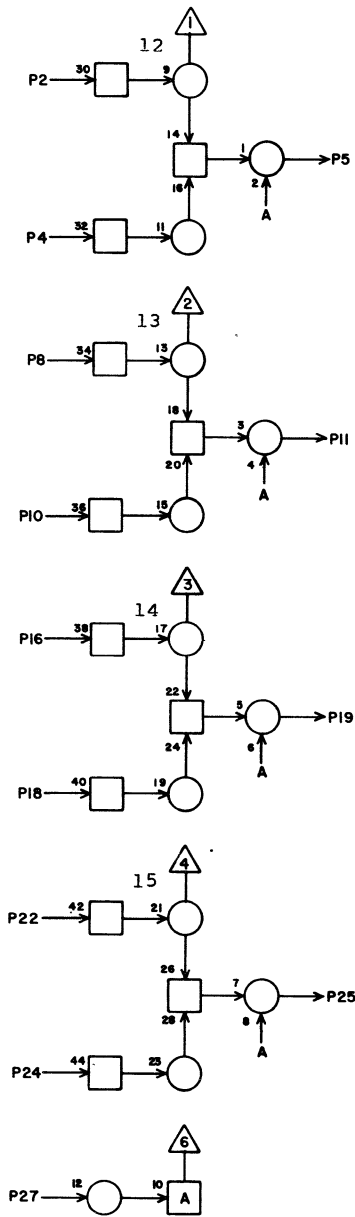 1
12
P2 30 9
14
1 P5
16 2
A
P4 32 11
2
13
P8 34 13
18
3 P11
20 4
A
P10 36 15
3
14
P16 38 17
22
5 P19
24 6
A
P18 40 19
4
15
P22 42 21
26
7 P25
28 8
A
P24 44 23
6
P27 12 10 A